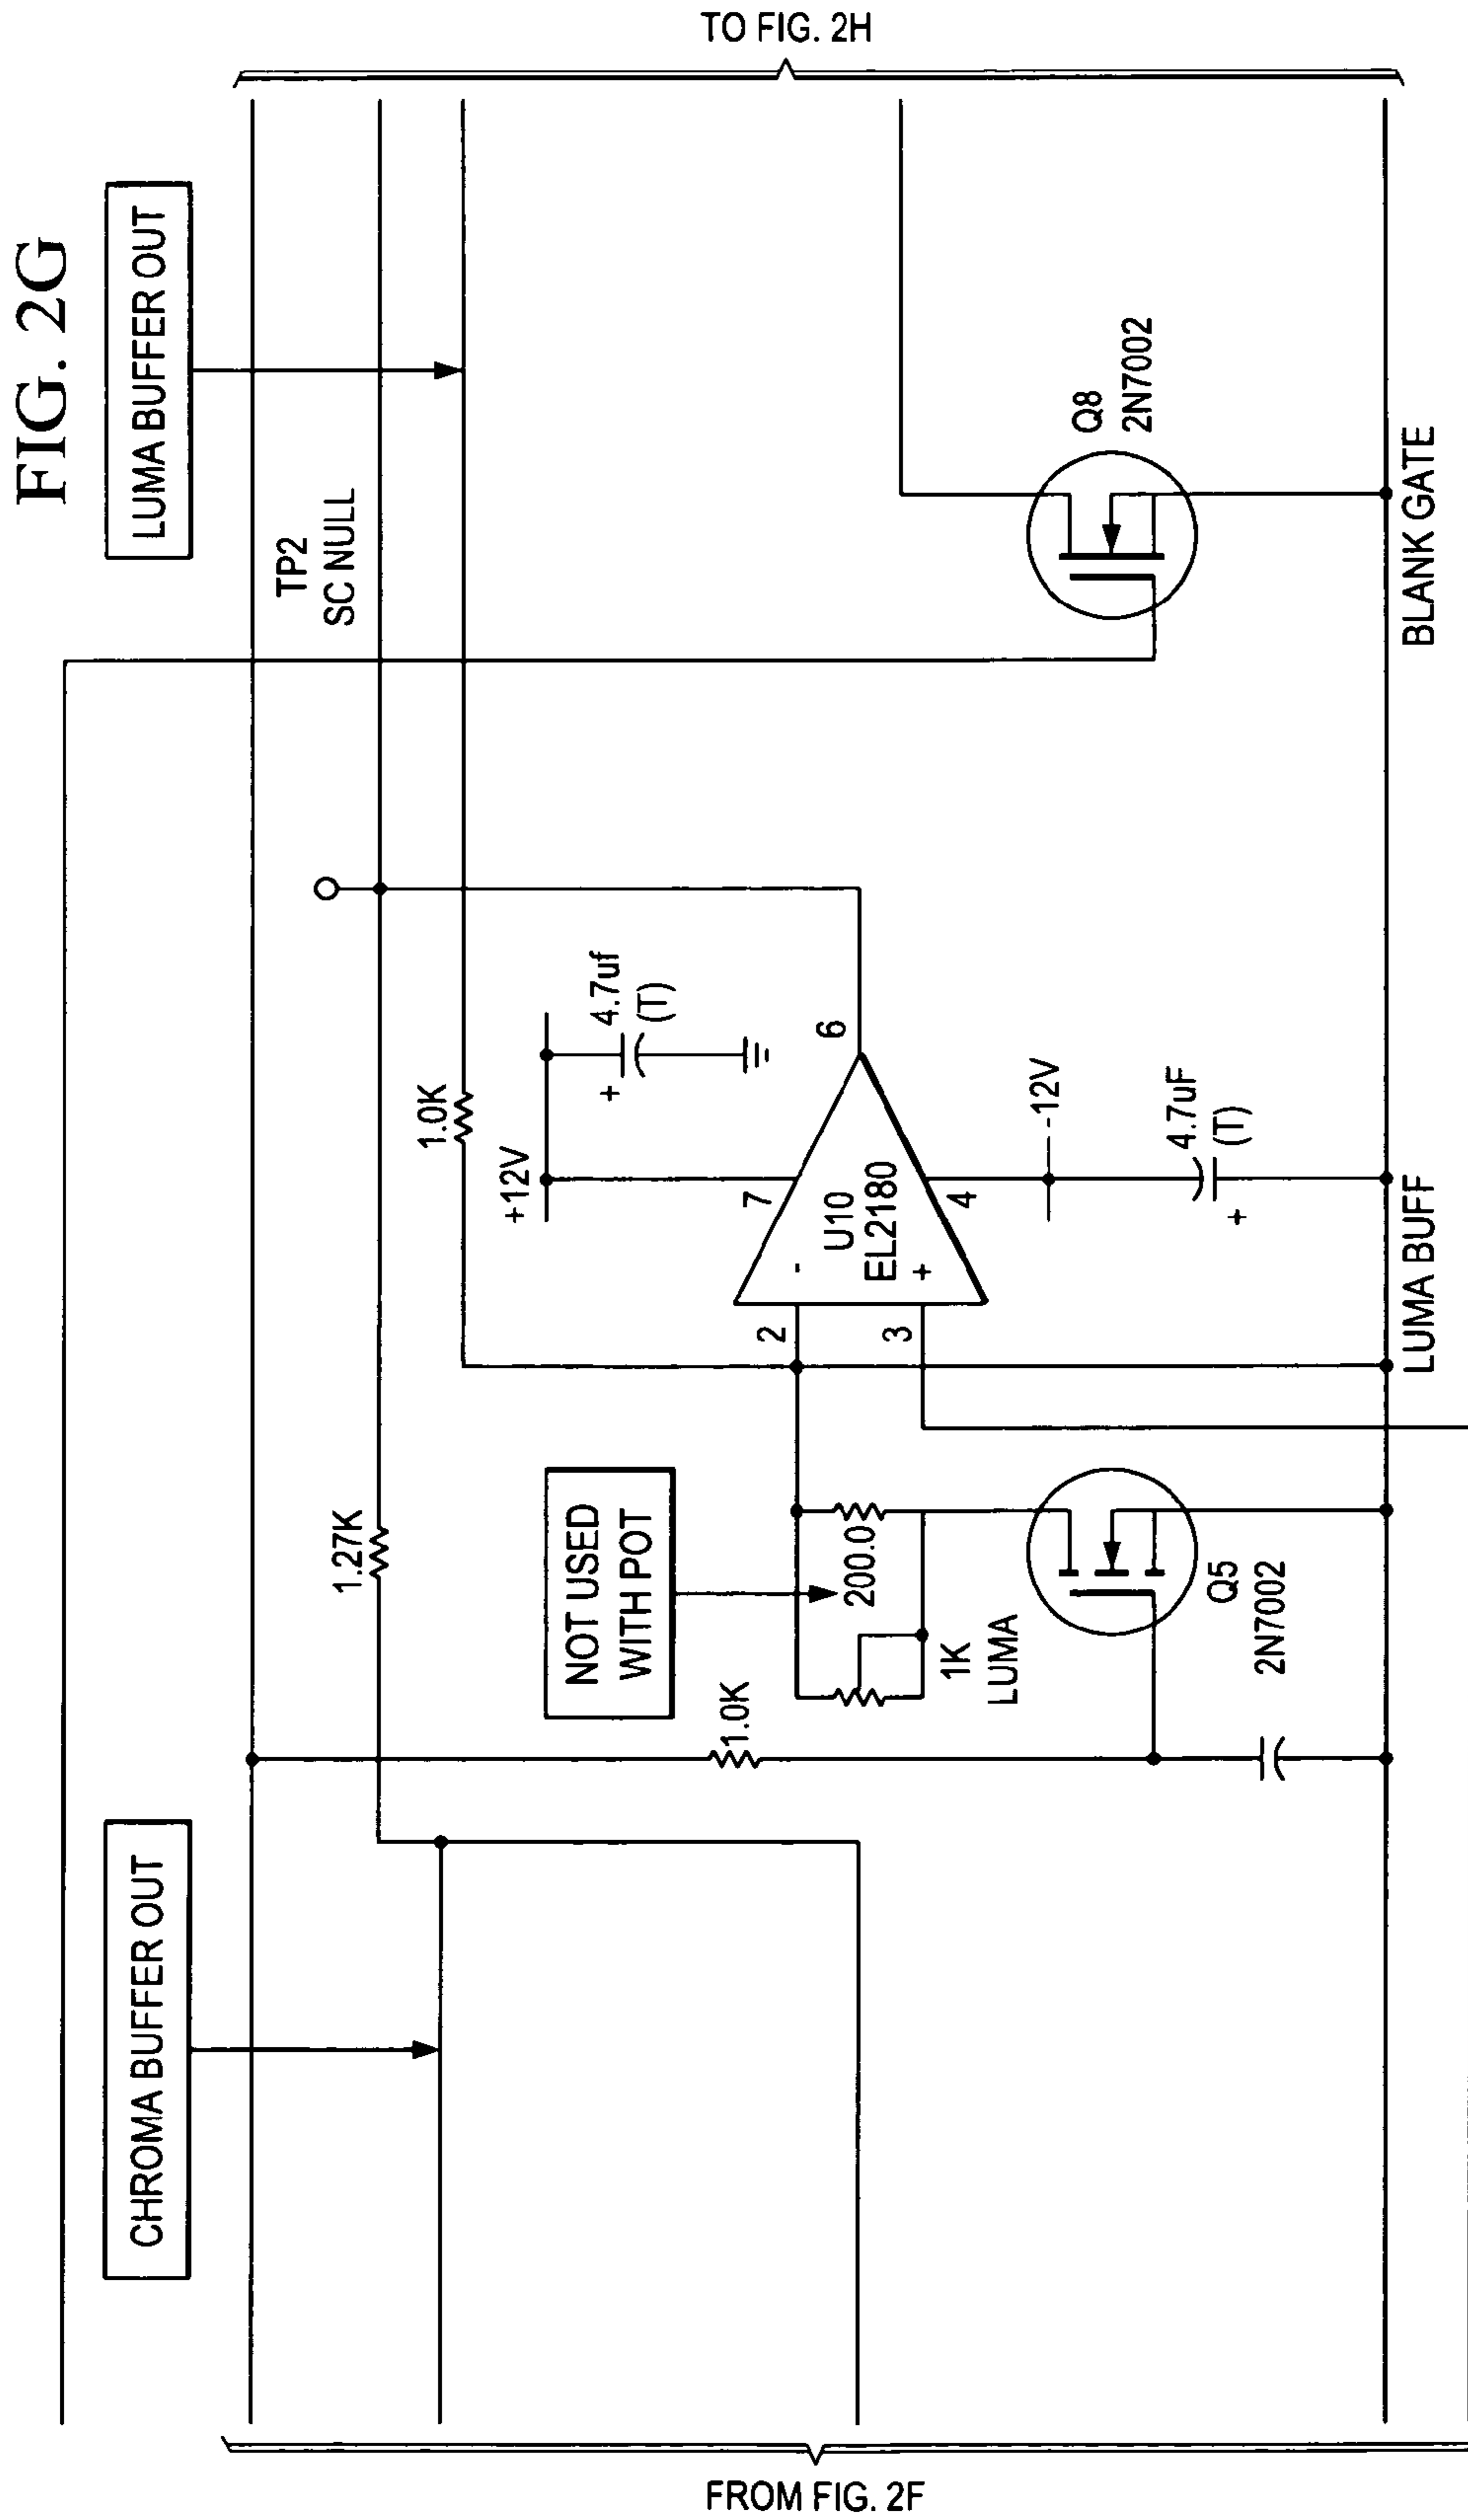 TO FIG. 2H
FIG. 2G
LUMA BUFFER OUT
TP2
SC NULL
Q8
2N7002
BLANK GATE
4.7uf
(T)
+
1.0K
+12V
6
7
U10
EL2180
-
+
4
-12V
4.7uF
(T)
+
2
3
LUMA BUFF
1.27K
NOT USED
WITH POT
200.0
1K
LUMA
Q5
2N7002
1.0K
CHROMA BUFFER OUT
FROM FIG. 2F